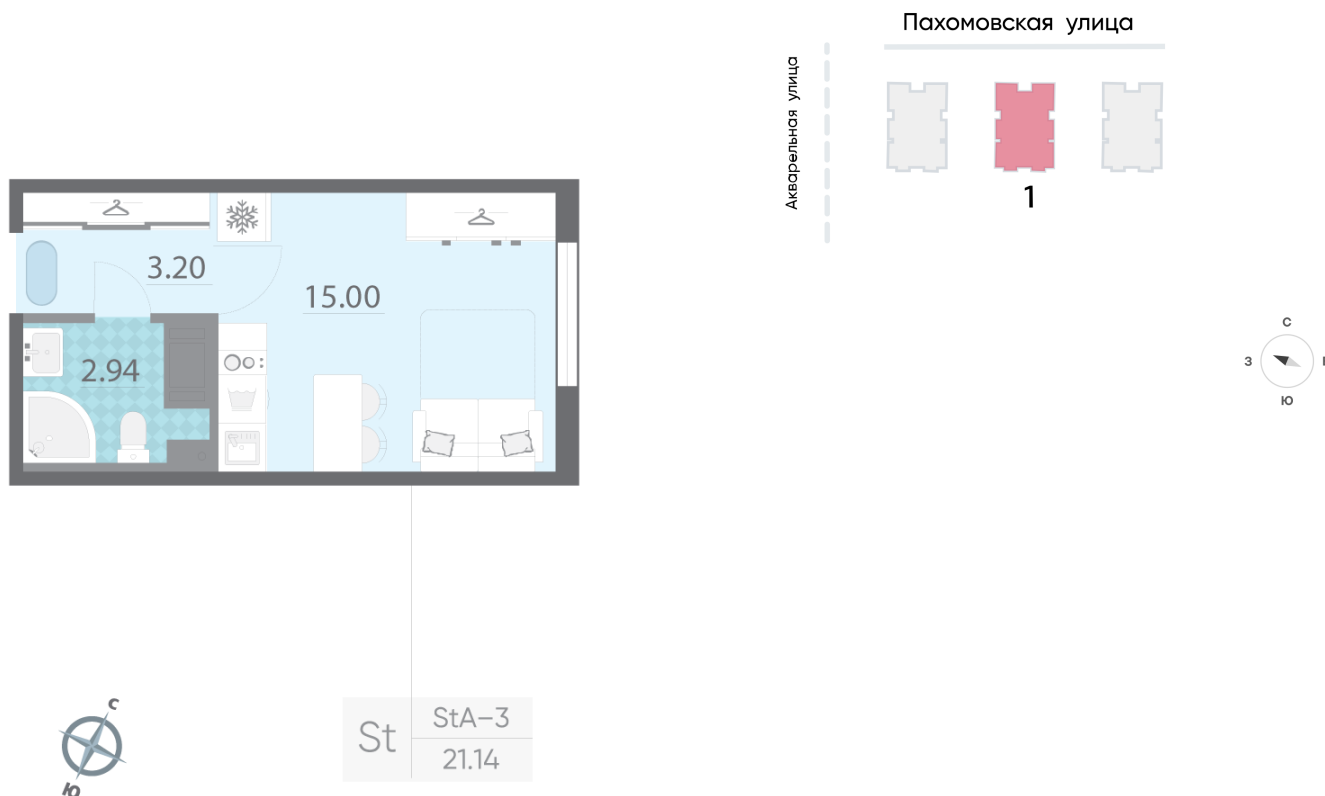 Пахомовская улица
Акварельная улица
1
3.20
15.00
2.94
С
З
Ю
с
ю
St
StA–3
21.14